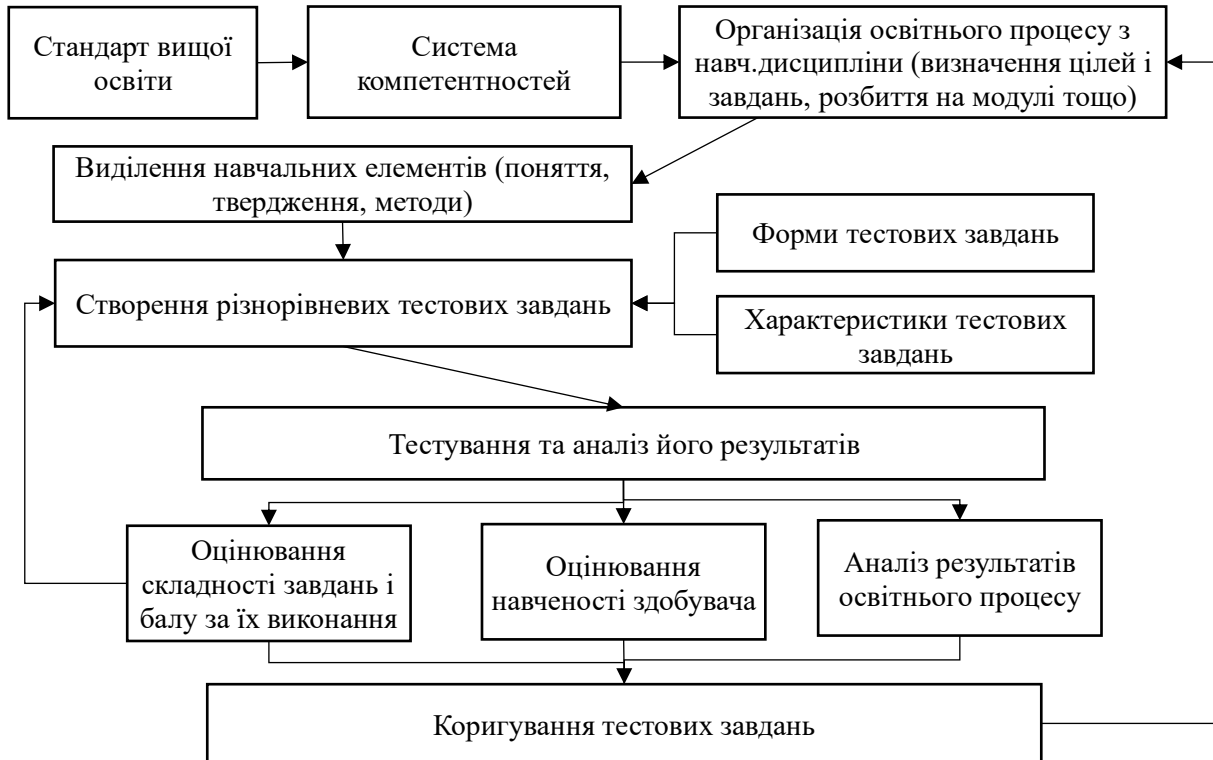 Стандарт вищої
освіти
Система
компетентностей
Організація освітнього процесу з
навч.дисципліни (визначення цілей і
завдань, розбиття на модулі тощо)
Виділення навчальних елементів (поняття,
твердження, методи)
Форми тестових завдань
Створення різнорівневих тестових завдань
Характеристики тестових
завдань
Тестування та аналіз його результатів
Оцінювання
складності завдань і
балу за їх виконання
Оцінювання
навченості здобувача
Аналіз результатів
освітнього процесу
Коригування тестових завдань